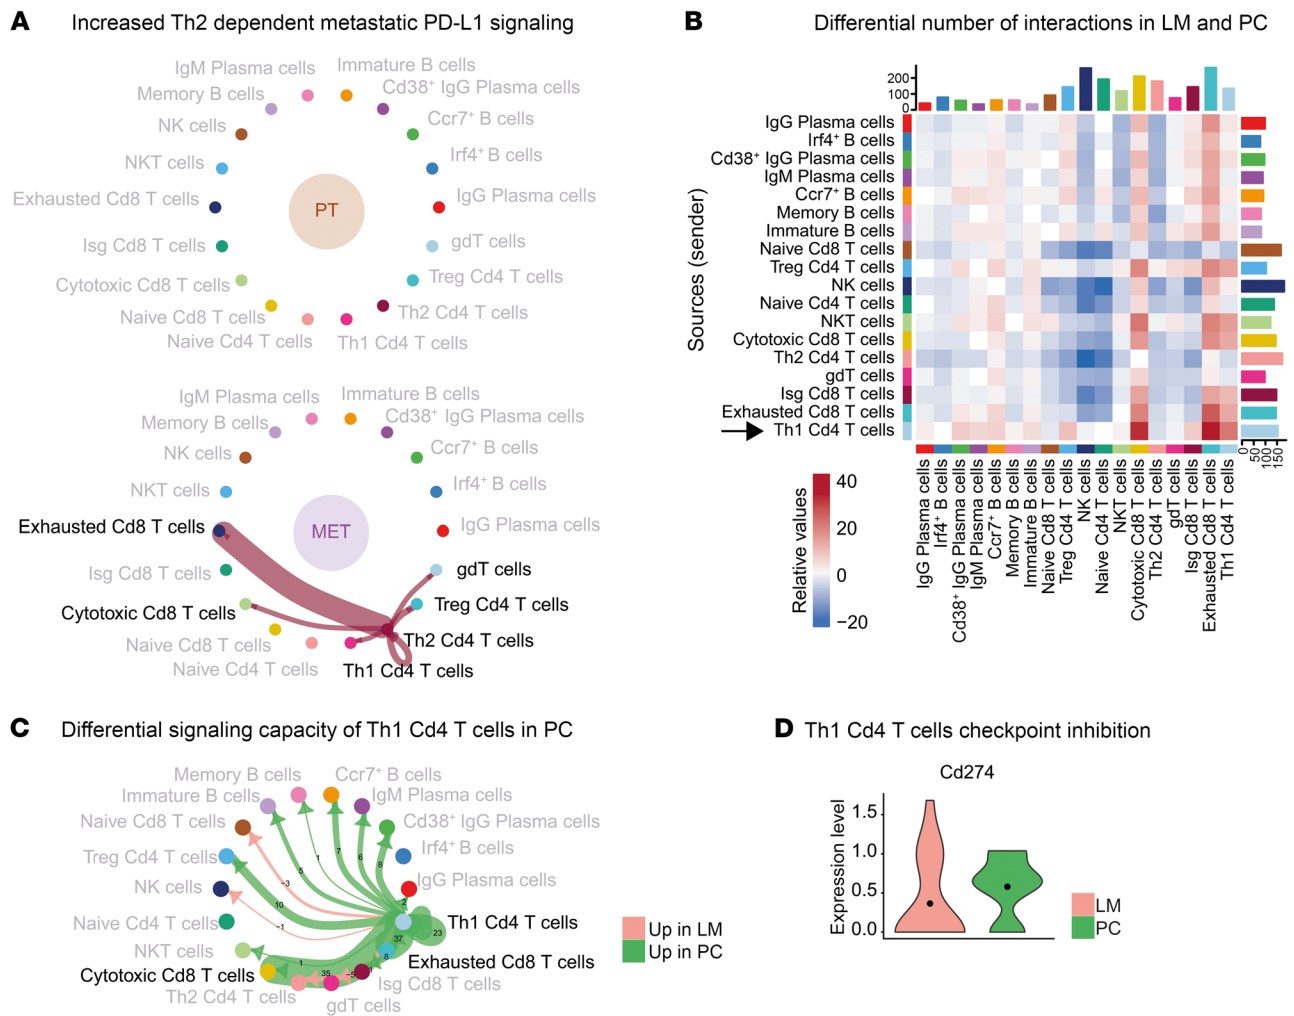 A Increased Th2 dependent metastatic PD-L1 signaling
IgM Plasma cells
Immature B cells
Memory B cells
Cd38+ IgG Plasma cells
NK cells
Ccr7+ B cells
NKT cells
Irf4+ B cells
Exhausted Cd8 T cells
IgG Plasma cells
PT
Isg Cd8 T cells
gdT cells
Cytotoxic Cd8 T cells
Treg Cd4 T cells
Naive Cd8 T cells
Th2 Cd4 T cells
Naive Cd4 T cells
Th1 Cd4 T cells
IgM Plasma cells
Immature B cells
Memory B cells
Cd38+ IgG Plasma cells
NK cells
Ccr7+ B cells
NKT cells
Irf4+ B cells
Exhausted Cd8 T cells
IgG Plasma cells
MET
Isg Cd8 T cells
gdT cells
Cytotoxic Cd8 T cells
Treg Cd4 T cells
Naive Cd8 T cells
Th2 Cd4 T cells
Naive Cd4 T cells
Th1 Cd4 T cells
B Differential number of interactions in LM and PC
200
100
0
Sources (sender)
IgG Plasma cells
Irf4+ B cells
Cd38+ IgG Plasma cells
IgM Plasma cells
Ccr7+ B cells
Memory B cells
Immature B cells
Naive Cd8 T cells
Treg Cd4 T cells
NK cells
Naive Cd4 T cells
NKT cells
Cytotoxic Cd8 T cells
Th2 Cd4 T cells
gdT cells
Isg Cd8 T cells
Exhausted Cd8 T cells
Th1 Cd4 T cells
0
50
100
150
IgG Plasma cells
Irf4+ B cells
Cd38+ IgG Plasma cells
IgM Plasma cells
Ccr7+ B cells
Memory B cells
Immature B cells
Naive Cd8 T cells
Treg Cd4 T cells
NK cells
Naive Cd4 T cells
NKT cells
Cytotoxic Cd8 T cells
Th2 Cd4 T cells
gdT cells
Isg Cd8 T cells
Exhausted Cd8 T cells
Th1 Cd4 T cells
Relative values
40
20
0
−20
C Differential signaling capacity of Th1 Cd4 T cells in PC
Memory B cells
Ccr7+ B cells
Immature B cells
IgM Plasma cells
Naive Cd8 T cells
Cd38+ IgG Plasma cells
Treg Cd4 T cells
Irf4+ B cells
NK cells
IgG Plasma cells
Naive Cd4 T cells
Th1 Cd4 T cells
NKT cells
Exhausted Cd8 T cells
Cytotoxic Cd8 T cells
Isg Cd8 T cells
Th2 Cd4 T cells
gdT cells
1
7
6
8
5
−3
10
2
−1
37
23
1
8
35
Up in LM
Up in PC
D Th1 Cd4 T cells checkpoint inhibition
Cd274
Expression level
1.5
1.0
0.5
0.0
LM
PC